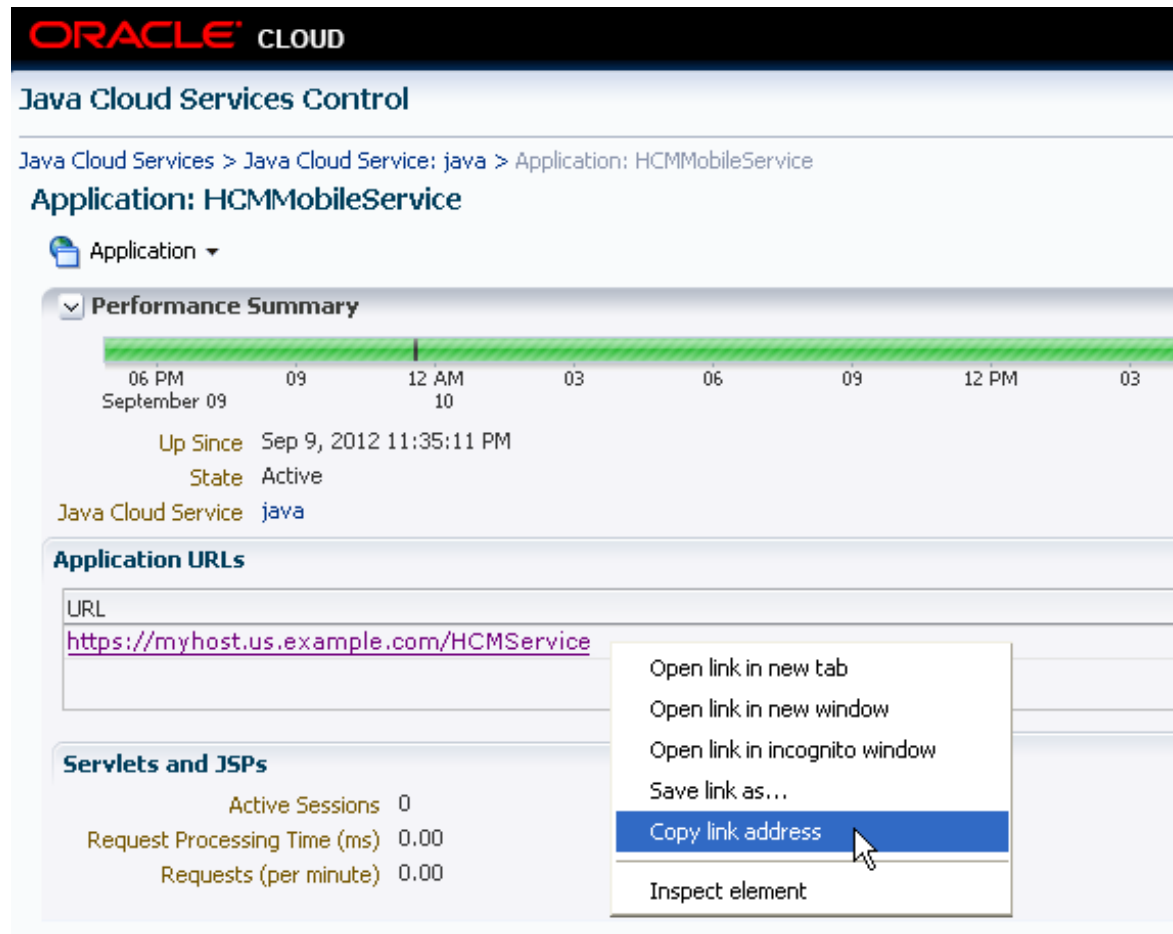 ORACLE CLOUD
Java Cloud Services Control
Java Cloud Services > Java Cloud Service: java > Application: HCMMobileService
Application: HCMMobileService
Application
Performance Summary
06 PM 09 12 AM 03 06 09 12 PM 03
September 09 10
Up Since Sep 9, 2012 11:35:11 PM
State Active
Java Cloud Service java
Application URLs
URL
https://myhost.us.example.com/HCMService
Open link in new tab
Open link in new window
Open link in incognito window
Save link as...
Copy link address
Inspect element
Servlets and JSPs
Active Sessions 0
Request Processing Time (ms) 0.00
Requests (per minute) 0.00